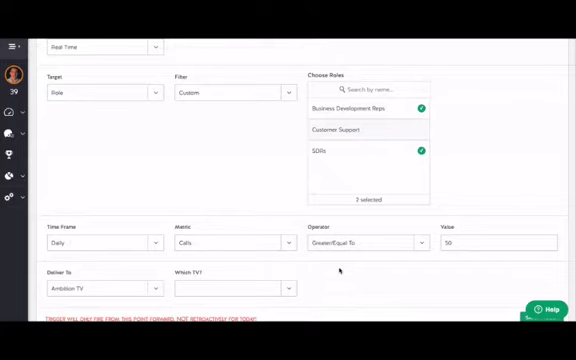 Real Time
Target
Filter
Choose Roles
Role
Custom
Search by name...
Business Development Reps
Customer Support
SDRs
2 selected
39
Time Frame
Metric
Operator
Value
Daily
Calls
Greater/Equal To
50
Deliver To
Which TV?
Ambition TV
Help
TRIGGER WILL ONLY FIRE FROM THIS POINT FORWARD, NOT RETROACTIVELY FOR TODAY!